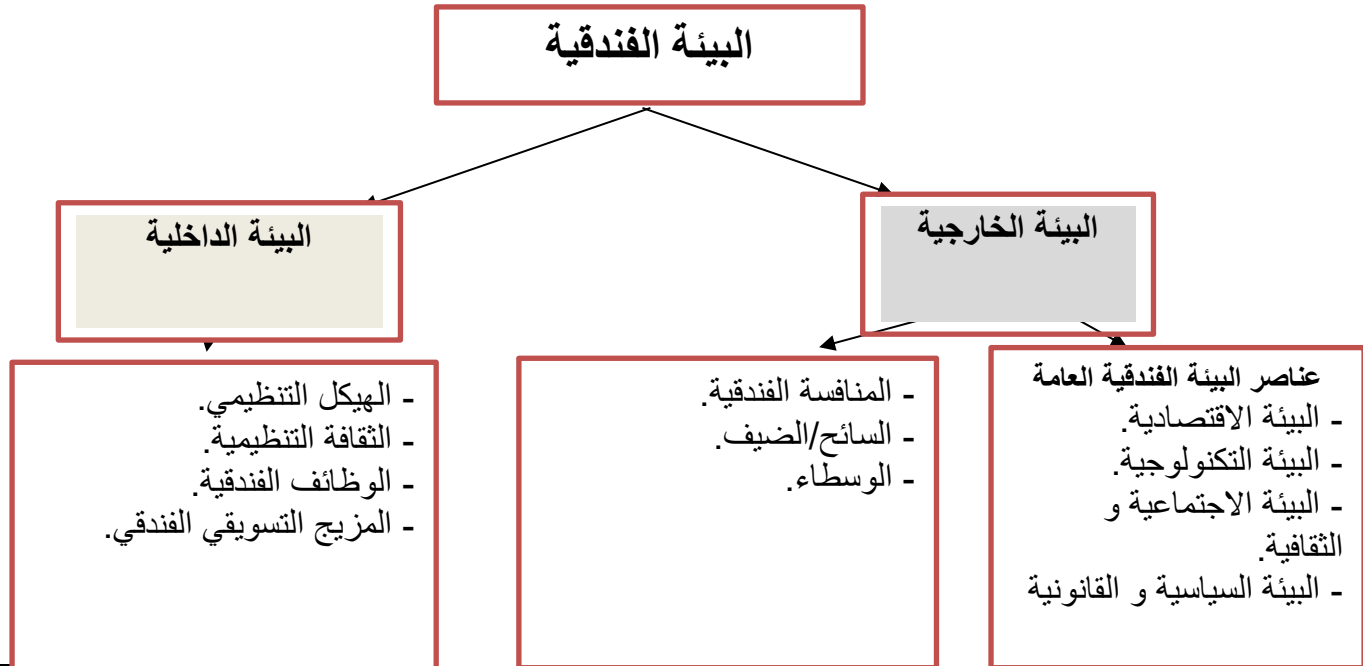 البيئة الفندقية
البيئة الخارجية
البيئة الداخلية
عناصر البيئة الفندقية العامة
- البيئة الاقتصادية.
- البيئة التكنولوجية.
- البيئة الاجتماعية و
الثقافية.
- البيئة السياسية و القانونية
- المنافسة الفندقية.
- السائح/الضيف.
- الوسطاء.
- الهيكل التنظيمي.
- الثقافة التنظيمية.
- الوظائف الفندقية.
- المزيج التسويقي الفندقي.